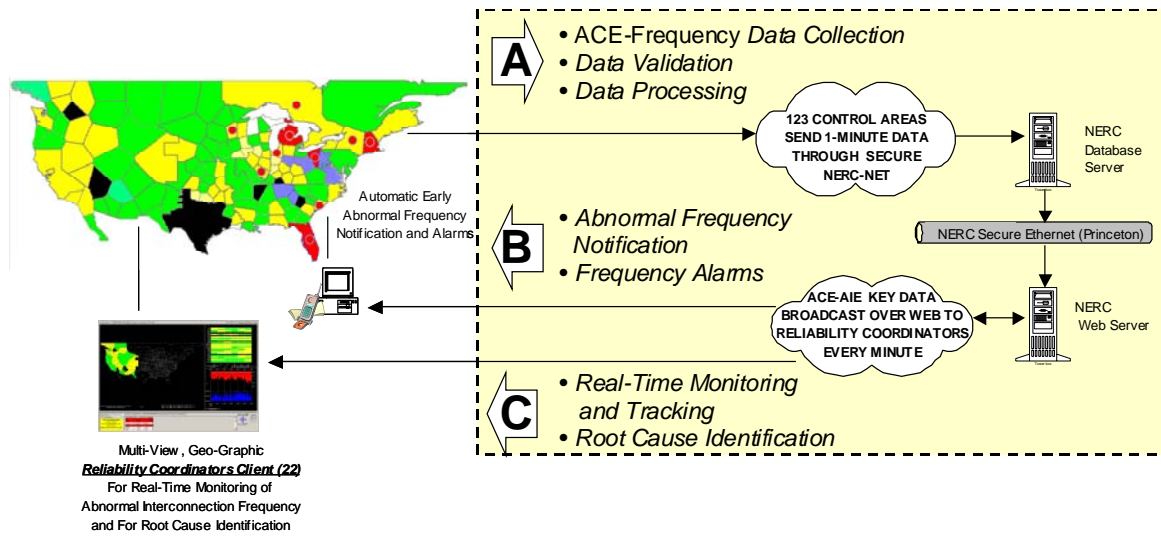 A
• ACE-Frequency Data Collection
• Data Validation
• Data Processing
123 CONTROL AREAS
SEND 1-MINUTE DATA
THROUGH SECURE
NERC-NET
NERC
Database
Server
Automatic Early
Abnormal Frequency
Notification and Alarms
B
• Abnormal Frequency
Notification
• Frequency Alarms
NERC Secure Ethernet (Princeton)
ACE-AIE KEY DATA
BROADCAST OVER WEB TO
RELIABILITY COORDINATORS
EVERY MINUTE
NERC
Web Server
C
• Real-Time Monitoring
and Tracking
• Root Cause Identification
Multi-View , Geo-Graphic
Reliability Coordinators Client (22)
For Real-Time Monitoring of
Abnormal Interconnection Frequency
and For Root Cause Identification